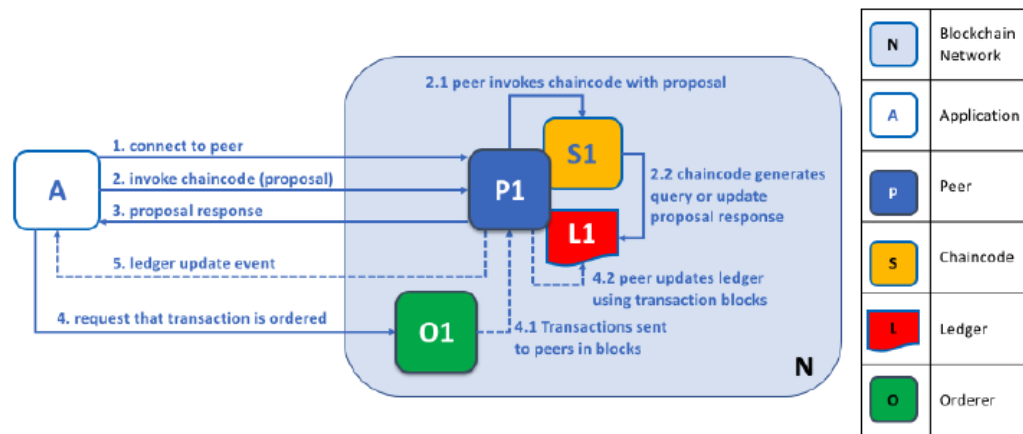 2.1 peer invokes chaincode with proposal
1. connect to peer
2. invoke chaincode (proposal)
3. proposal response
A
P1
S1
2.2 chaincode generates
query or update
proposal response
L1
5. ledger update event
4.2 peer updates ledger
using transaction blocks
4. request that transaction is ordered
O1
4.1 Transactions sent
to peers in blocks
N
N
Blockchain
Network
A
Application
p
Peer
S
Chaincode
L
Ledger
O
Orderer